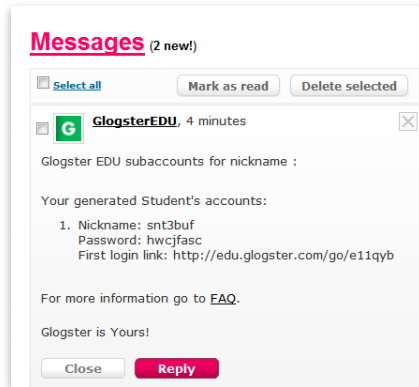 Messages (2 new!)
Select all Mark as read Delete selected
G GlogsterEDU, 4 minutes
Glogster EDU subaccounts for nickname :
Your generated Student's accounts:
1. Nickname: snt3buf
Password: hwcjfasc
First login link: http://edu.glogster.com/go/e11qyb
For more information go to FAQ.
Glogster is Yours!
Close Reply